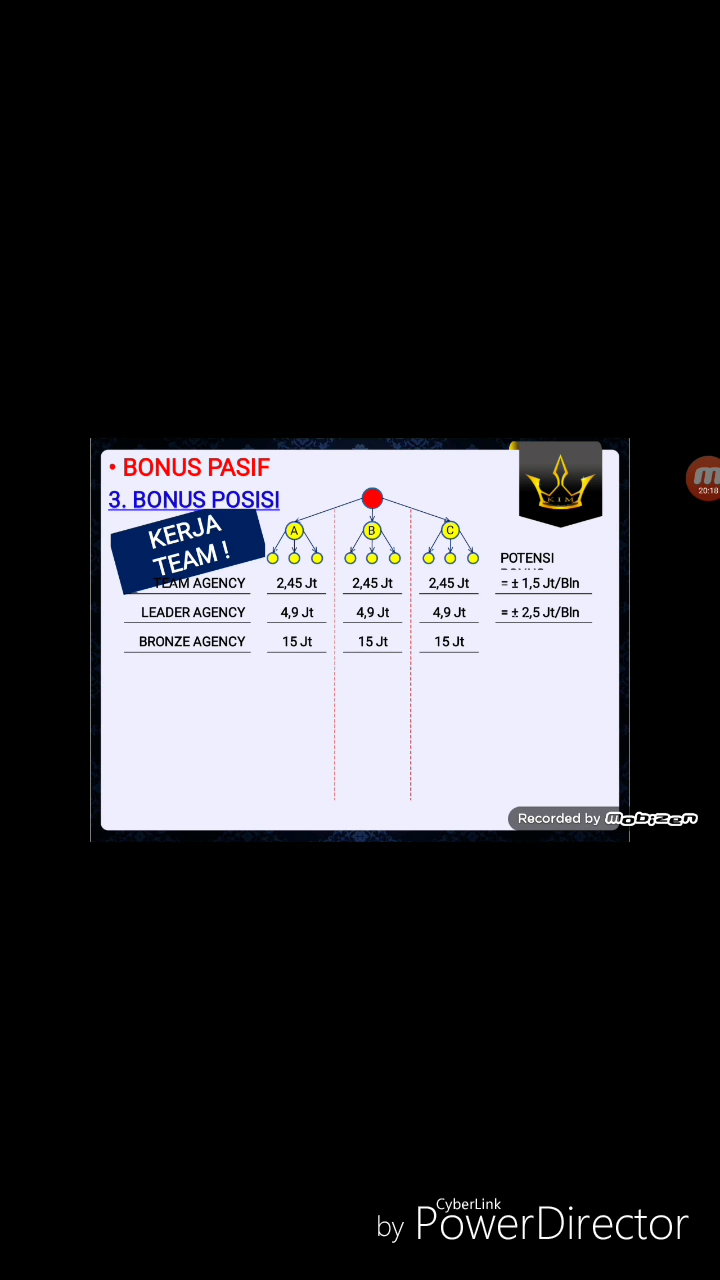 • BONUS PASIF
3. BONUS POSISI
KERJA
TEAM !
KIM
A
B
C
POTENSI
TEAM AGENCY 2,45 Jt 2,45 Jt 2,45 Jt = ± 1,5 Jt/Bln
LEADER AGENCY 4,9 Jt 4,9 Jt 4,9 Jt = ± 2,5 Jt/Bln
BRONZE AGENCY 15 Jt 15 Jt 15 Jt
20:18
Recorded by mobizen
CyberLink
by PowerDirector